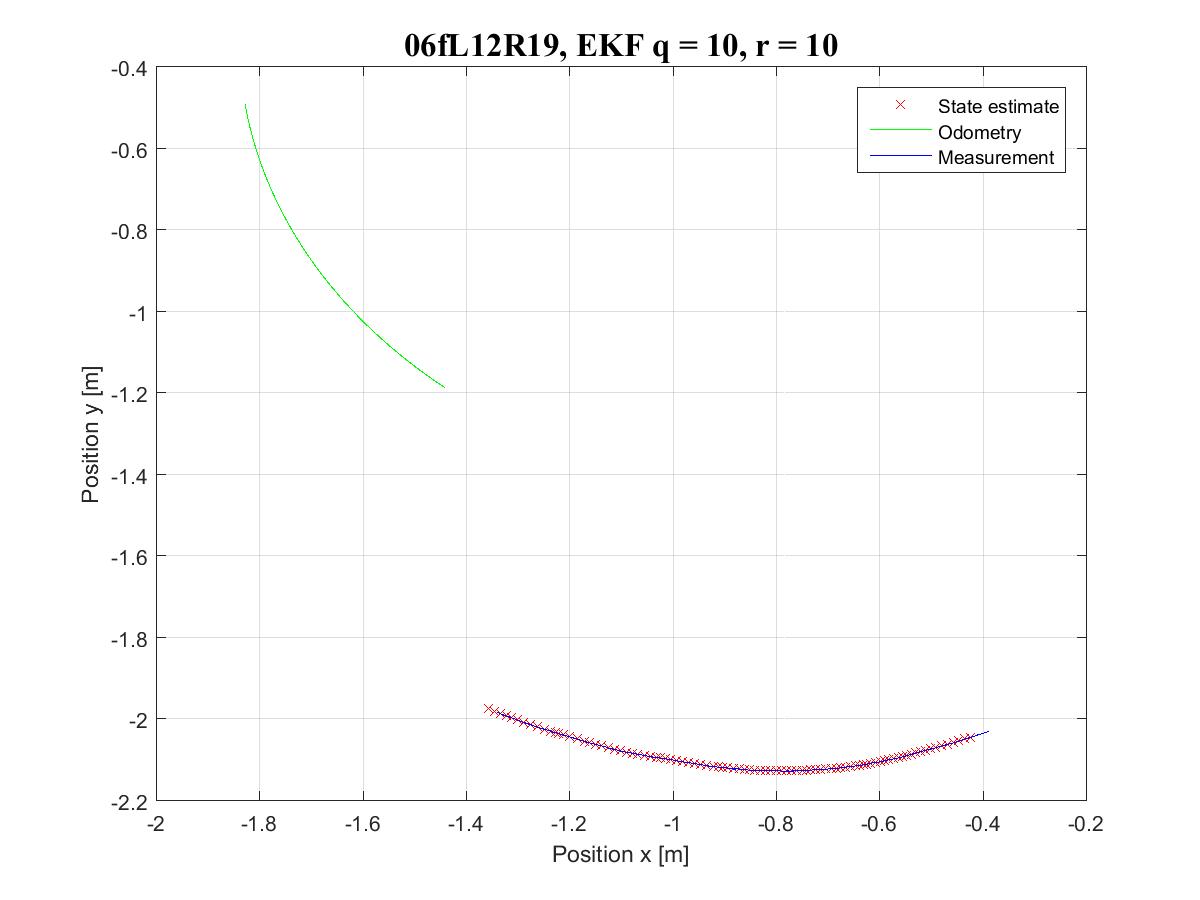 06fL12R19, EKF q = 10, r = 10
State estimate
Odometry
Measurement
-0.4
-0.6
-0.8
-1
-1.2
-1.4
-1.6
-1.8
-2
-2.2
Position y [m]
-2 -1.8 -1.6 -1.4 -1.2 -1 -0.8 -0.6 -0.4 -0.2
Position x [m]